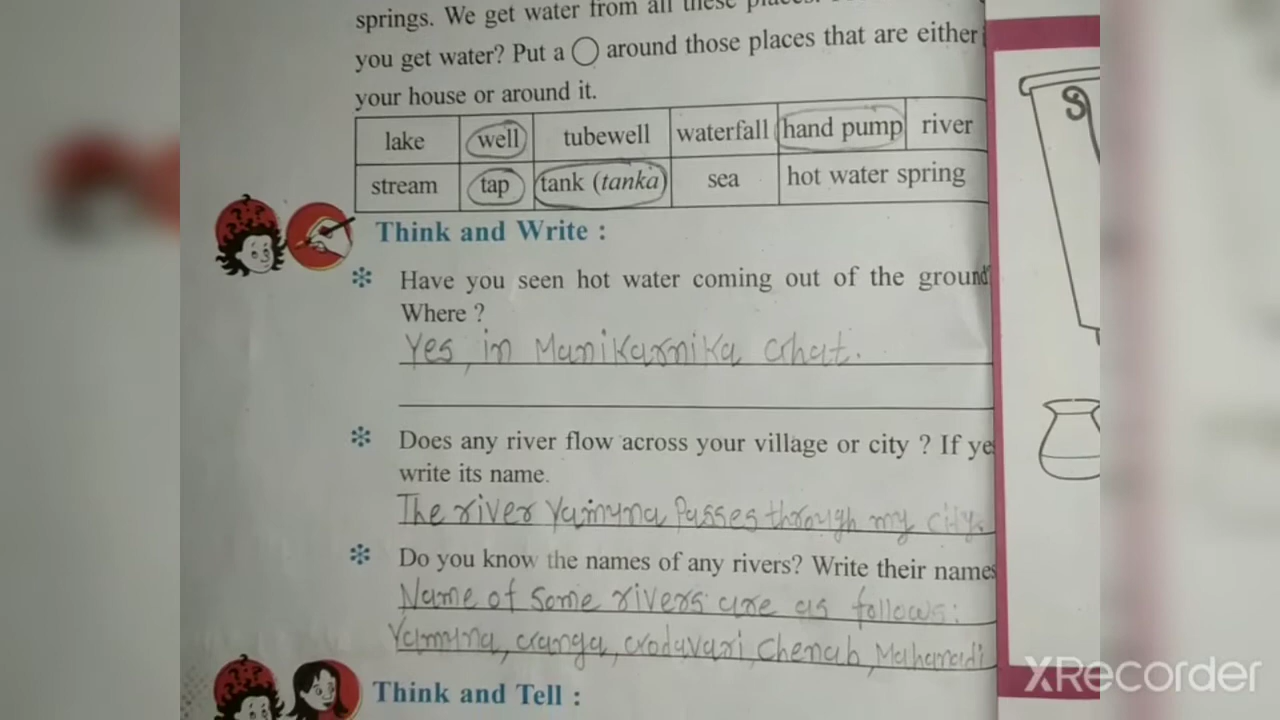 springs. We get water from all these places.
you get water? Put a ◯ around those places that are either i
your house or around it.
lake well tubewell waterfall hand pump river
stream tap tank (tanka) sea hot water spring
Think and Write :
Have you seen hot water coming out of the ground
Where ?
Yes, in Manikarnika Ghat.
Does any river flow across your village or city ? If ye
write its name.
The river Yamuna Passes through my city.
Do you know the names of any rivers? Write their names
Name of Some rivers are as follows:
Yamuna, Ganga, Godavari, Chenab, Mahanadi
Think and Tell :
XRecorder